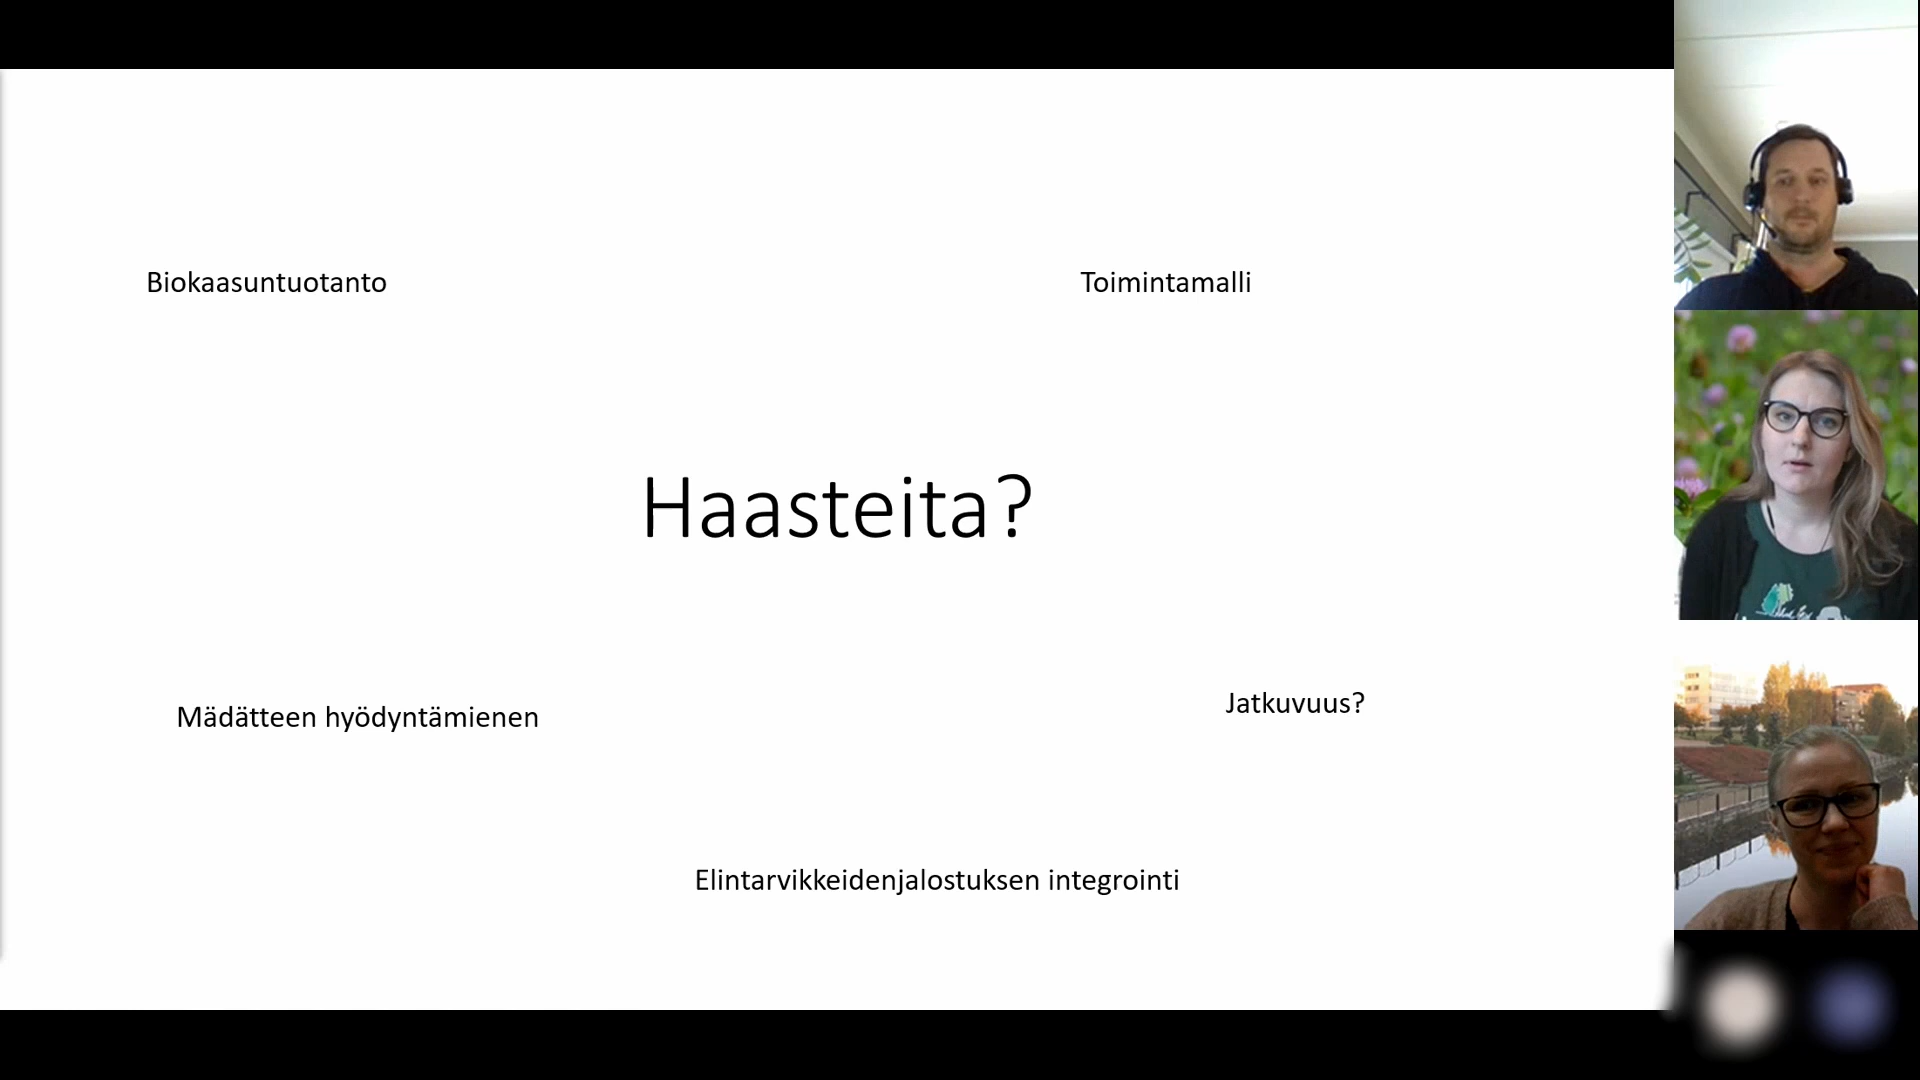 Biokaasuntuotanto
Toimintamalli
Haasteita?
Mädätteen hyödyntämienen
Jatkuvuus?
Elintarvikkeidenjalostuksen integrointi